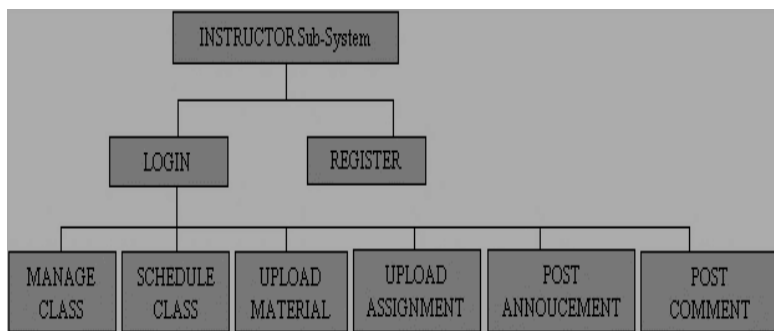 INSTRUCTOR Sub-System
LOGIN
REGISTER
MANAGE
CLASS
SCHEDULE
CLASS
UPLOAD
MATERIAL
UPLOAD
ASSIGNMENT
POST
ANNOUCEMENT
POST
COMMENT